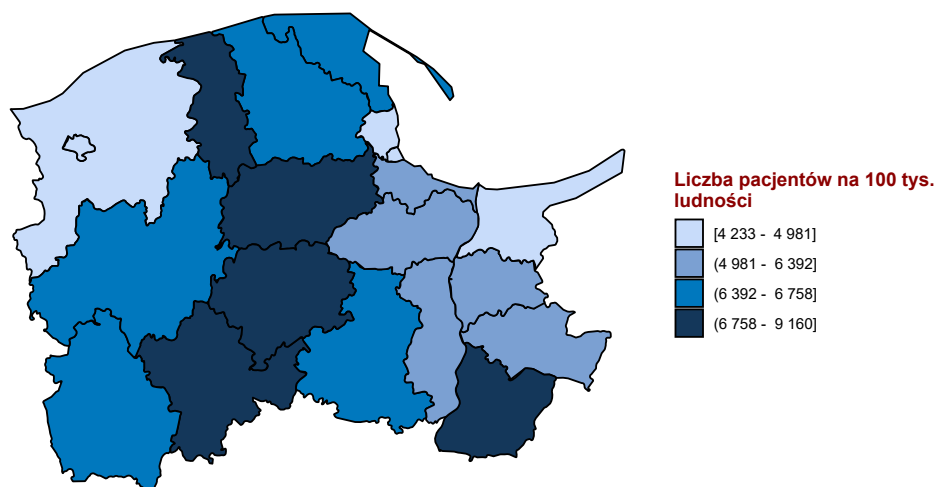 Liczba pacjentów na 100 tys.
ludności
[4 233 - 4 981]
(4 981 - 6 392]
(6 392 - 6 758]
(6 758 - 9 160]